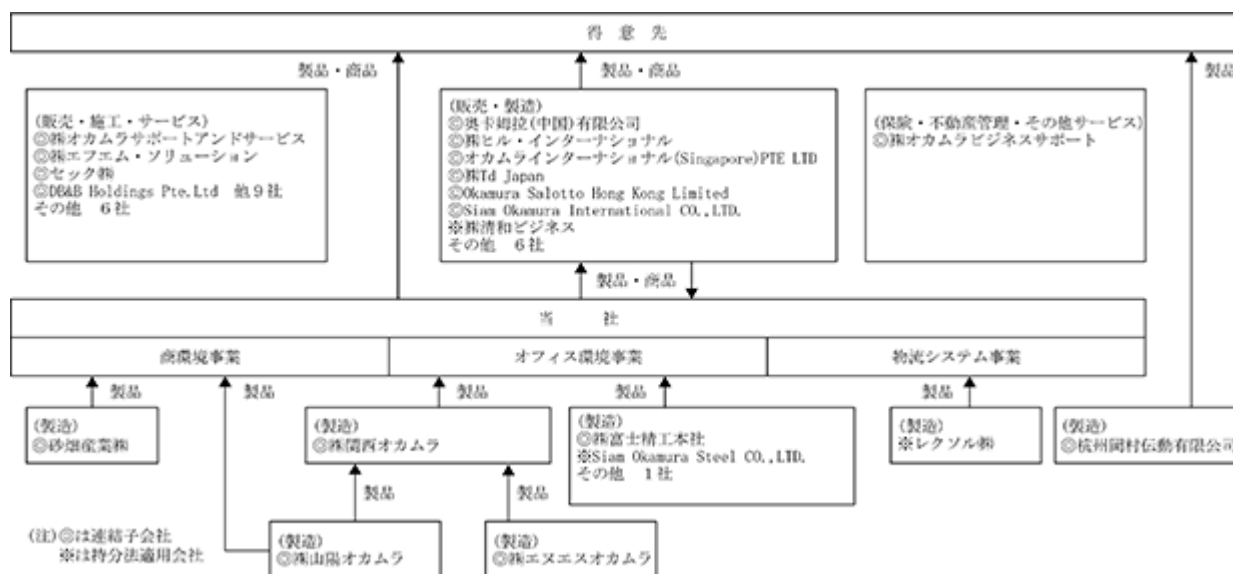 得 意 先
製品・商品
製品・商品
製品
(販売・施工・サービス)
◎㈱オカムラサポートアンドサービス
◎㈱エフエム・ソリューション
◎セック㈱
◎DB&B Holdings Pte.Ltd 他9社
その他 6社
(販売・製造)
◎奥卡姆拉(中国)有限公司
◎㈱ヒル・インターナショナル
◎オカムラインターナショナル(Singapore)PTE LTD
◎㈱Td Japan
◎Okamura Salotto Hong Kong Limited
◎Siam Okamura International CO.,LTD.
※㈱清和ビジネス
その他 6社
(保険・不動産管理・その他サービス)
◎㈱オカムラビジネスサポート
製品・商品
当 社
商環境事業
オフィス環境事業
物流システム事業
製品
製品
製品
製品
製品
(製造)
◎砂畑産業㈱
(製造)
◎㈱関西オカムラ
(製造)
◎㈱富士精工本社
※Siam Okamura Steel CO.,LTD.
その他 1社
(製造)
※レクソル㈱
(製造)
◎杭州岡村伝動有限公司
製品
製品
(注)◎は連結子会社
※は持分法適用会社
(製造)
◎㈱山陽オカムラ
(製造)
◎㈱エヌエスオカムラ